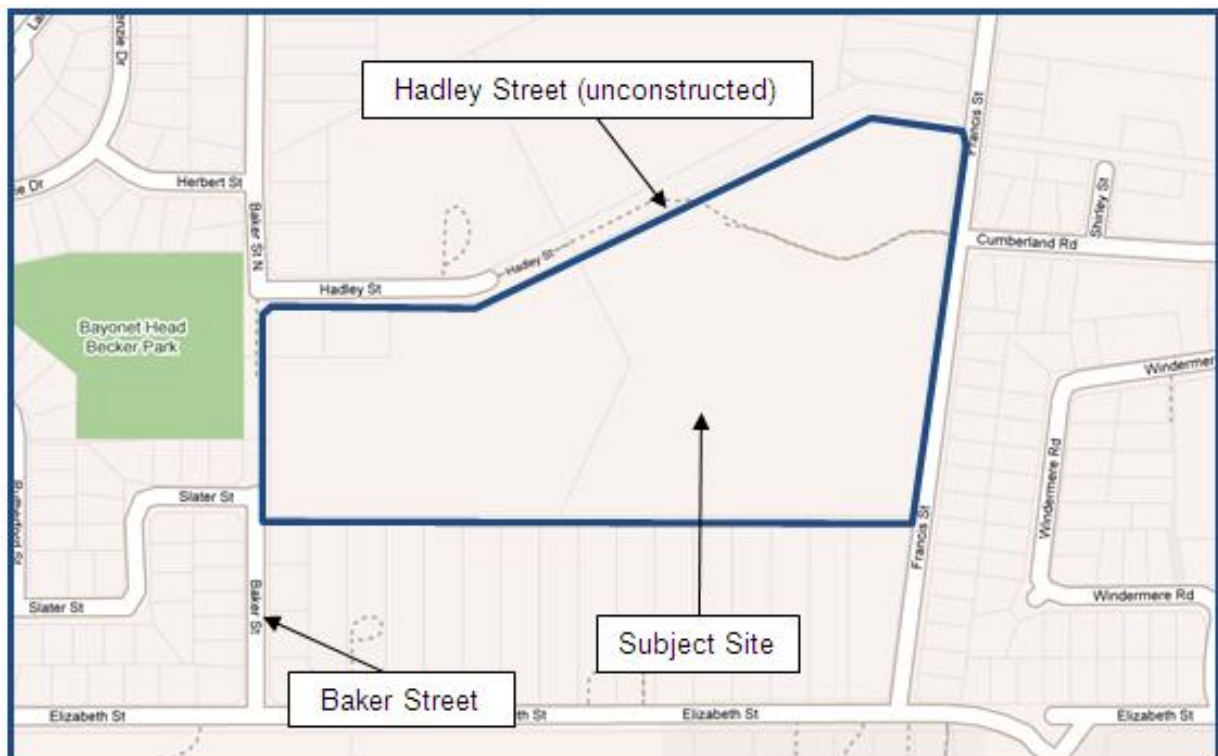 Hadley Street (unconstructed)
Francis St
Herbert St
Baker St N
Shirley St
Cumberland Rd
Hadley St
Hadley St
Bayonet Head
Becker Park
Windermere Rd
Slater St
Francis St
Slater St
Baker St
Windermere Rd
Subject Site
Baker Street
Elizabeth St
Elizabeth St
Elizabeth St